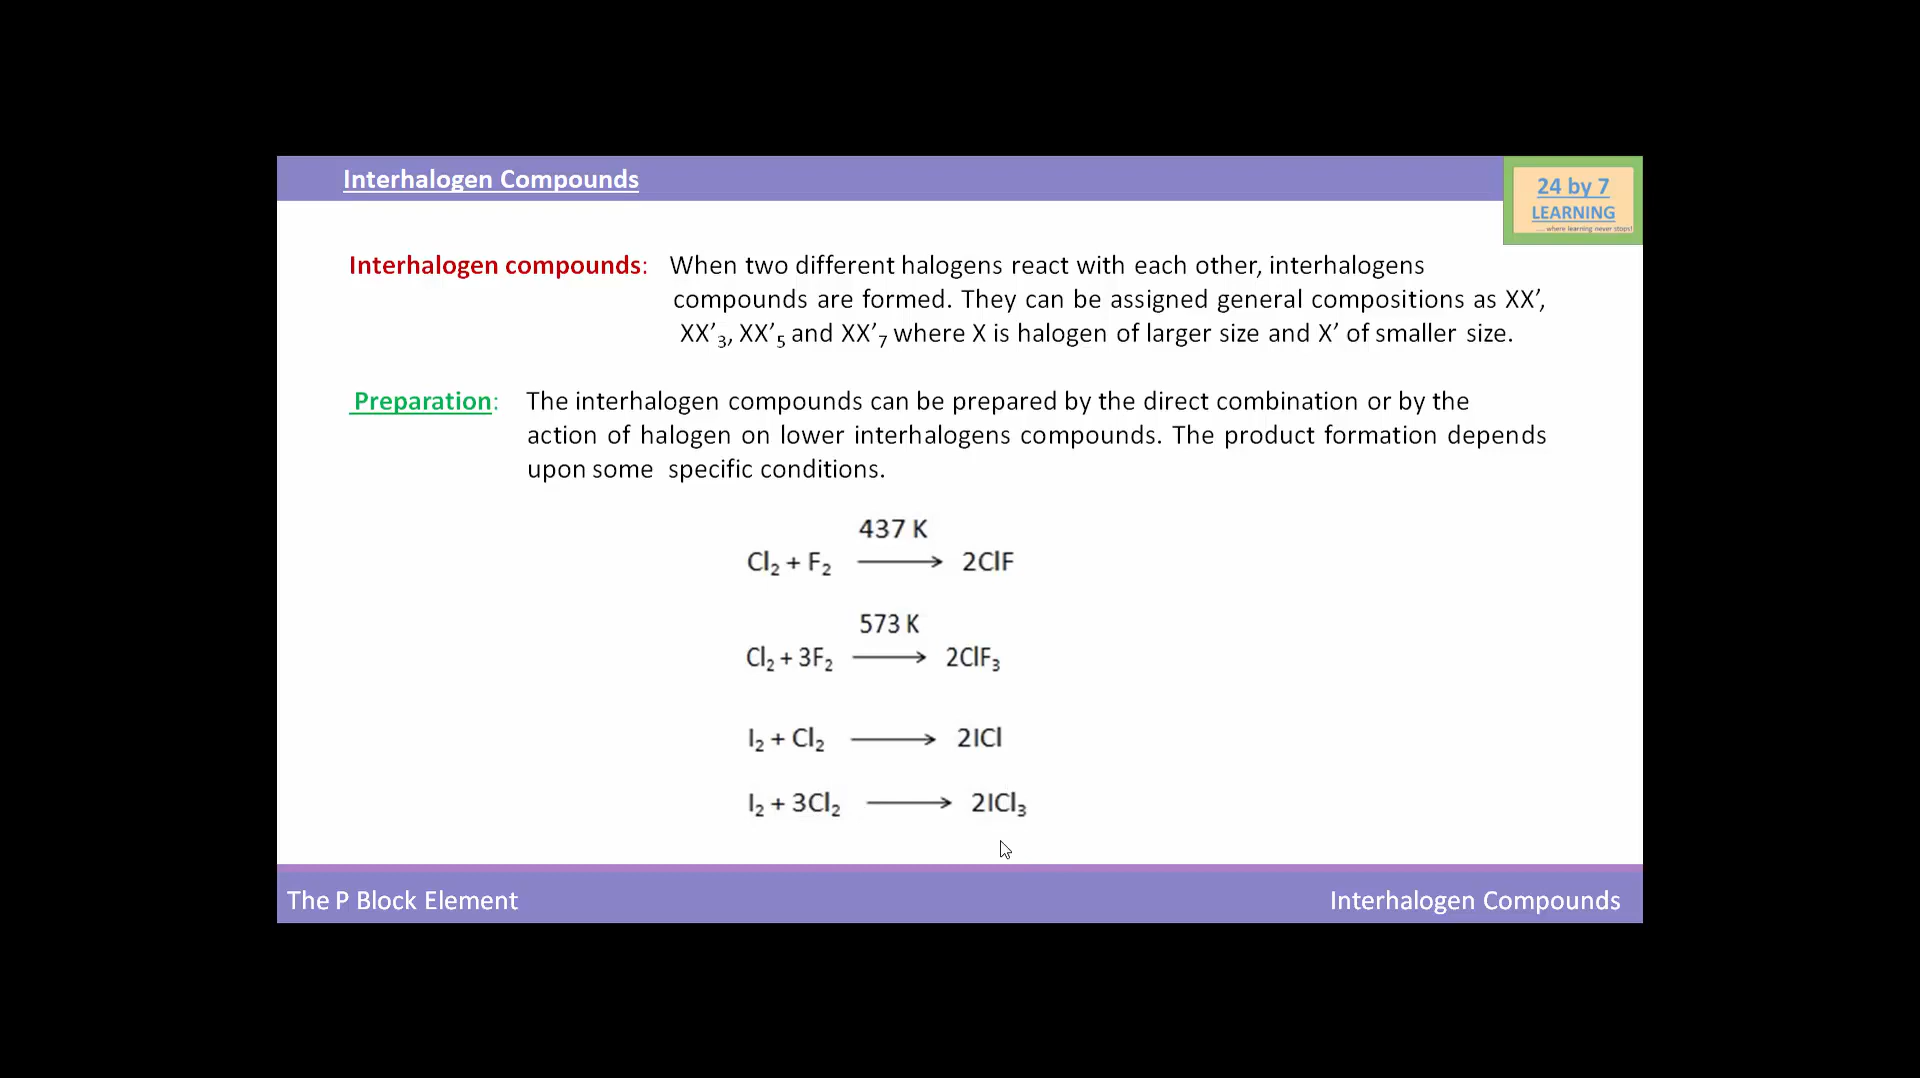 Interhalogen Compounds
24 by 7
LEARNING
.... where learning never stops!
Interhalogen compounds: When two different halogens react with each other, interhalogens
compounds are formed. They can be assigned general compositions as XX’,
XX’₃, XX’₅ and XX’₇ where X is halogen of larger size and X’ of smaller size.
Preparation: The interhalogen compounds can be prepared by the direct combination or by the
action of halogen on lower interhalogens compounds. The product formation depends
upon some specific conditions.
437 K
Cl₂ + F₂ ⟶ 2ClF
573 K
Cl₂ + 3F₂ ⟶ 2ClF₃
I₂ + Cl₂ ⟶ 2ICl
I₂ + 3Cl₂ ⟶ 2ICl₃
The P Block Element
Interhalogen Compounds